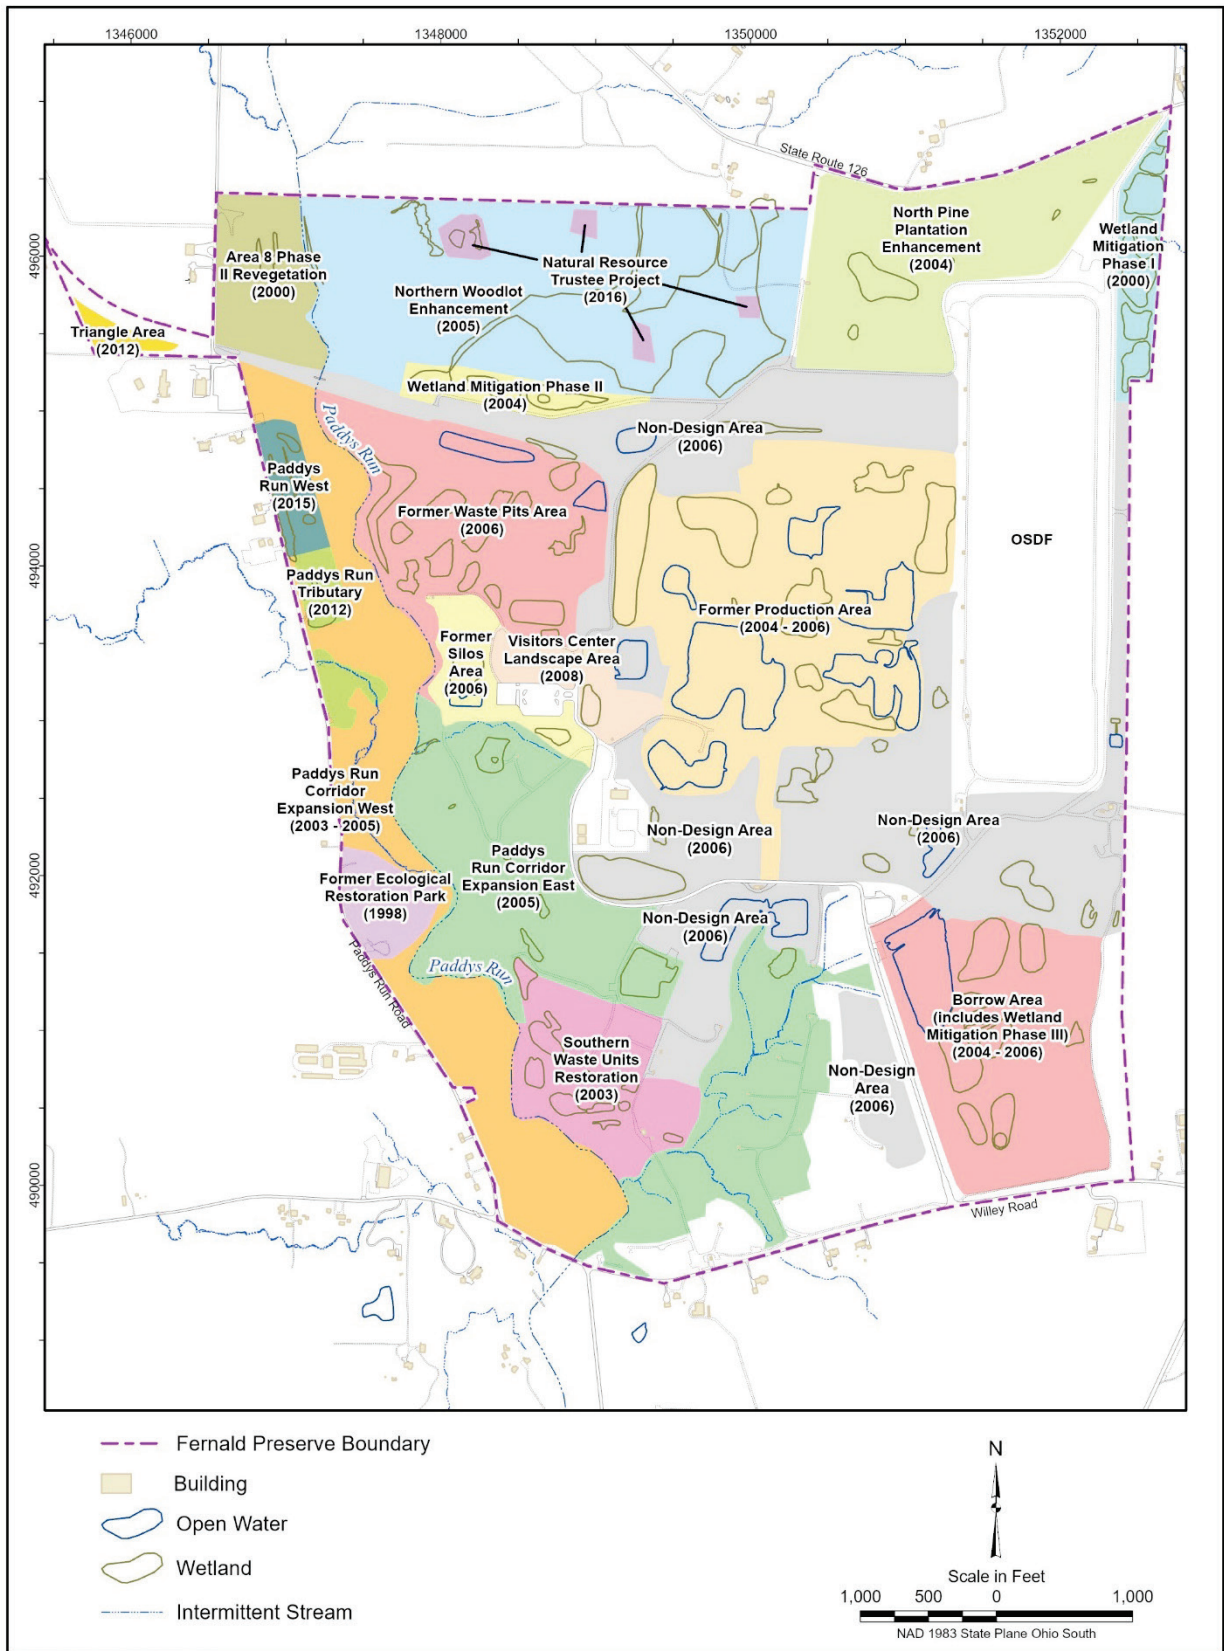 1346000
1348000
1350000
1352000
496000
494000
492000
490000
State Route 126
North Pine
Plantation
Enhancement
(2004)
Wetland
Mitigation
Phase I
(2000)
Area 8 Phase
II Revegetation
(2000)
Natural Resource
Trustee Project
(2016)
Northern Woodlot
Enhancement
(2005)
Triangle Area
(2012)
Wetland Mitigation Phase II
(2004)
Paddys Run
Non-Design Area
(2006)
Paddys
Run West
(2015)
Former Waste Pits Area
(2006)
OSDF
Paddys Run
Tributary
(2012)
Former Production Area
(2004 - 2006)
Former
Silos
Area
(2006)
Visitors Center
Landscape Area
(2008)
Paddys Run
Corridor
Expansion West
(2003 - 2005)
Non-Design Area
(2006)
Non-Design Area
(2006)
Paddys
Run Corridor
Expansion East
(2005)
Former Ecological
Restoration Park
(1998)
Non-Design Area
(2006)
Paddys Run
Paddys Run Road
Borrow Area
(includes Wetland
Mitigation Phase III)
(2004 - 2006)
Southern
Waste Units
Restoration
(2003)
Non-Design
Area
(2006)
Willey Road
Fernald Preserve Boundary
Building
Open Water
Wetland
Intermittent Stream
N
Scale in Feet
1,000 500 0 1,000
NAD 1983 State Plane Ohio South